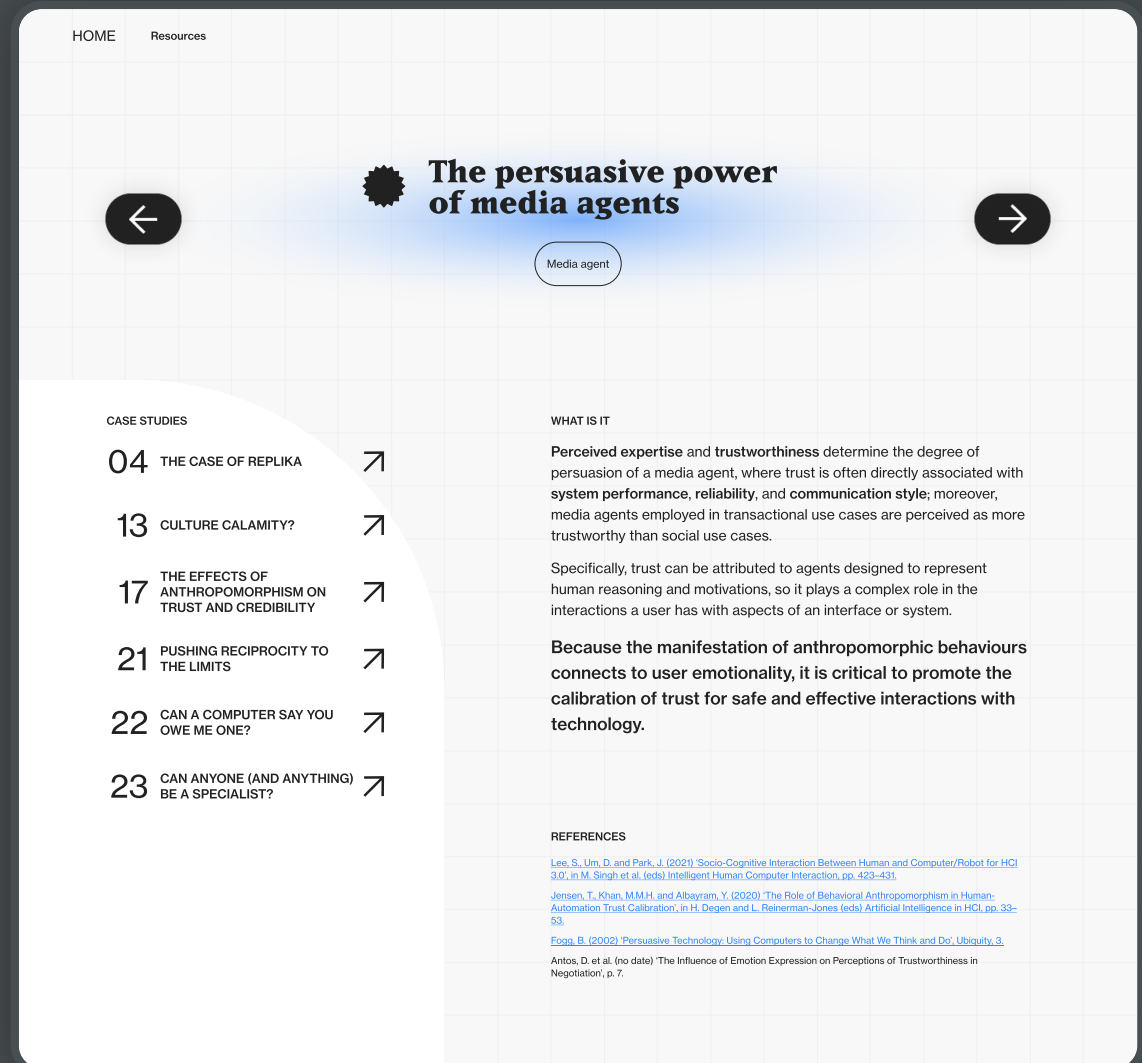 HOME
Resources
The persuasive power
of media agents
Media agent
CASE STUDIES
04 THE CASE OF REPLIKA
13 CULTURE CALAMITY?
17 THE EFFECTS OF
ANTHROPOMORPHISM ON
TRUST AND CREDIBILITY
21 PUSHING RECIPROCITY TO
THE LIMITS
22 CAN A COMPUTER SAY YOU
OWE ME ONE?
23 CAN ANYONE (AND ANYTHING)
BE A SPECIALIST?
WHAT IS IT
Perceived expertise and trustworthiness determine the degree of
persuasion of a media agent, where trust is often directly associated with
system performance, reliability, and communication style; moreover,
media agents employed in transactional use cases are perceived as more
trustworthy than social use cases.
Specifically, trust can be attributed to agents designed to represent
human reasoning and motivations, so it plays a complex role in the
interactions a user has with aspects of an interface or system.
Because the manifestation of anthropomorphic behaviours
connects to user emotionality, it is critical to promote the
calibration of trust for safe and effective interactions with
technology.
REFERENCES
Lee, S., Um, D. and Park, J. (2021) 'Socio-Cognitive Interaction Between Human and Computer/Robot for HCI
3.0', in M. Singh et al. (eds) Intelligent Human Computer Interaction, pp. 423–431.
Jensen, T., Khan, M.M.H. and Albayram, Y. (2020) 'The Role of Behavioral Anthropomorphism in Human-
Automation Trust Calibration', in H. Degen and L. Reinerman-Jones (eds) Artificial Intelligence in HCI, pp. 33–
53.
Fogg, B. (2002) 'Persuasive Technology: Using Computers to Change What We Think and Do', Ubiquity, 3.
Antos, D. et al. (no date) 'The Influence of Emotion Expression on Perceptions of Trustworthiness in
Negotiation', p. 7.